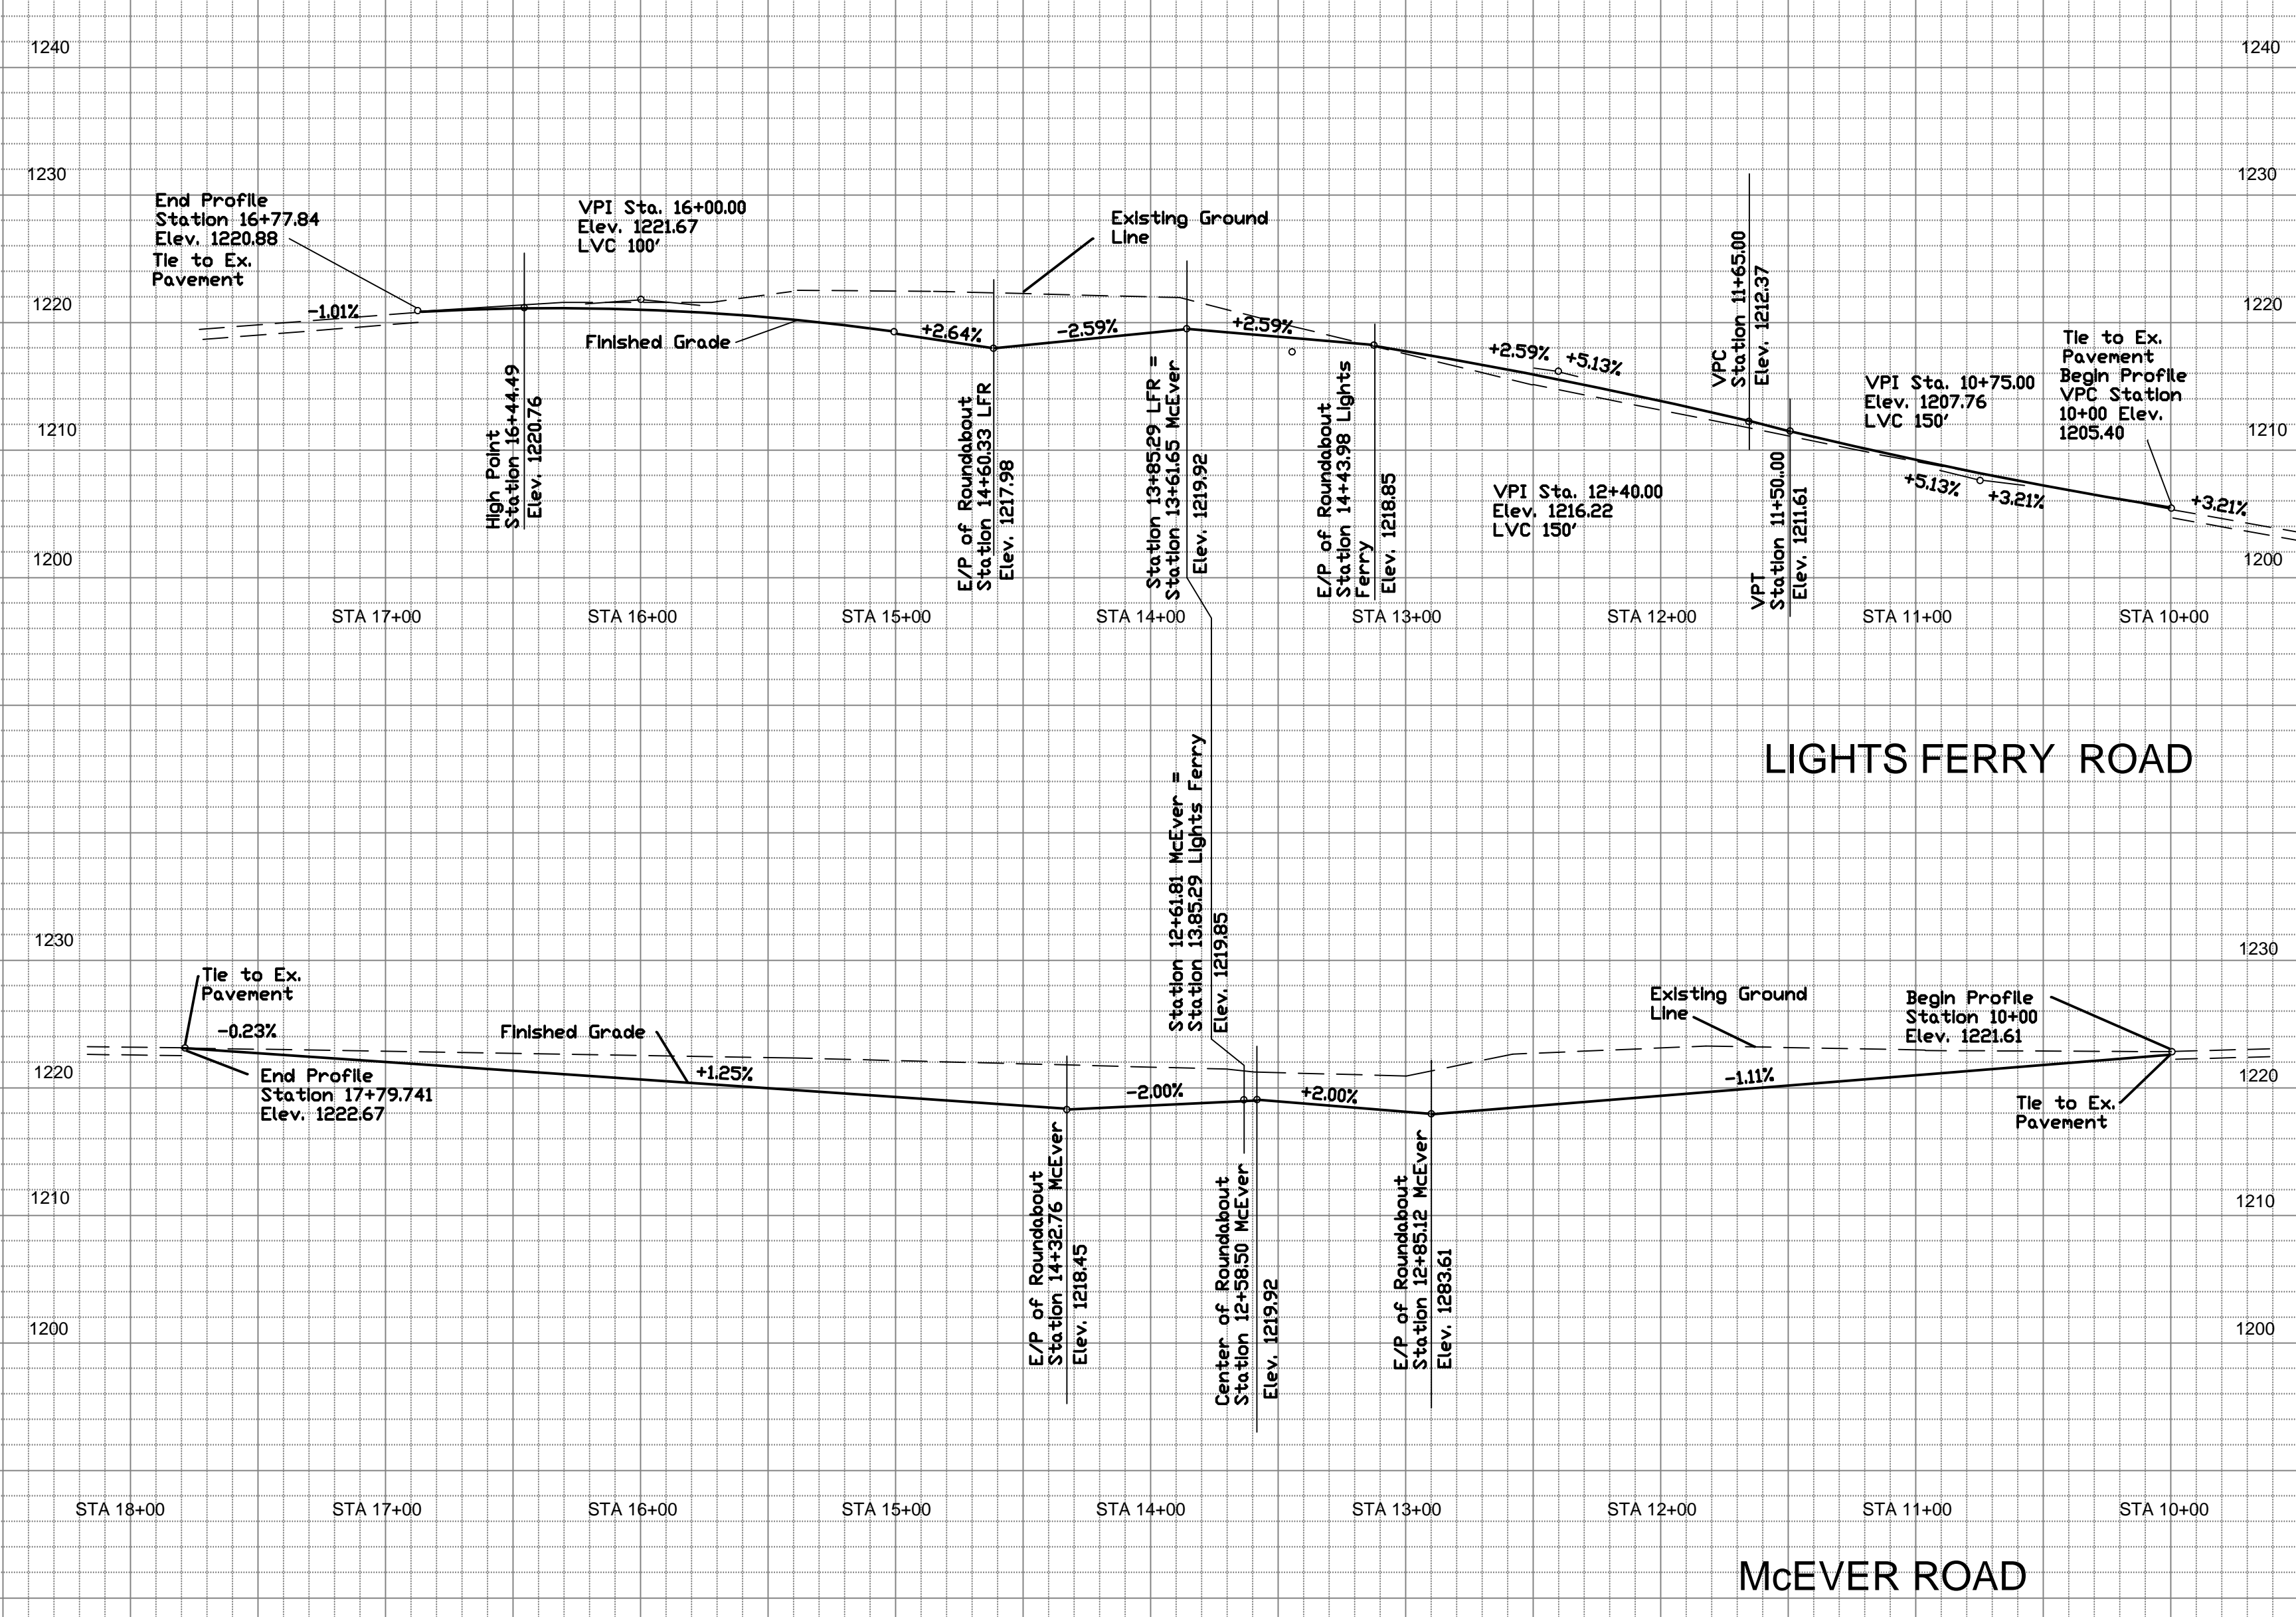 1240
1240
1230
1230
End Profile
Station 16+77.84
Elev. 1220.88
Tie to Ex.
Pavement
VPI Sta. 16+00.00
Elev. 1221.67
LVC 100'
Existing Ground
Line
VPC
Station 11+65.00
Elev. 1212.37
1220
1220
-1.01%
Finished Grade
+2.64%
-2.59%
+2.59%
+2.59%
+5.13%
Tie to Ex.
Pavement
Begin Profile
VPC Station
10+00 Elev.
1205.40
VPI Sta. 10+75.00
Elev. 1207.76
LVC 150'
High Point
Station 16+44.49
Elev. 1220.76
E/P of Roundabout
Station 14+60.33 LFR
Elev. 1217.98
Station 13+85.29 LFR =
Station 13+61.65 McEver
Elev. 1219.92
E/P of Roundabout
Station 14+43.98 Lights
Ferry
Elev. 1218.85
1210
1210
VPI Sta. 12+40.00
Elev. 1216.22
LVC 150'
VPT
Station 11+50.00
Elev. 1211.61
+5.13%
+3.21%
+3.21%
1200
1200
STA 17+00
STA 16+00
STA 15+00
STA 14+00
STA 13+00
STA 12+00
STA 11+00
STA 10+00
LIGHTS FERRY ROAD
Station 12+61.81 McEver =
Station 13.85.29 Lights Ferry
Elev. 1219.85
1230
1230
Tie to Ex.
Pavement
-0.23%
Finished Grade
Existing Ground
Line
Begin Profile
Station 10+00
Elev. 1221.61
1220
1220
End Profile
Station 17+79.741
Elev. 1222.67
+1.25%
-2.00%
+2.00%
-1.11%
Tie to Ex.
Pavement
E/P of Roundabout
Station 14+32.76 McEver
Elev. 1218.45
Center of Roundabout
Station 12+58.50 McEver
Elev. 1219.92
E/P of Roundabout
Station 12+85.12 McEver
Elev. 1283.61
1210
1210
1200
1200
STA 18+00
STA 17+00
STA 16+00
STA 15+00
STA 14+00
STA 13+00
STA 12+00
STA 11+00
STA 10+00
McEVER ROAD